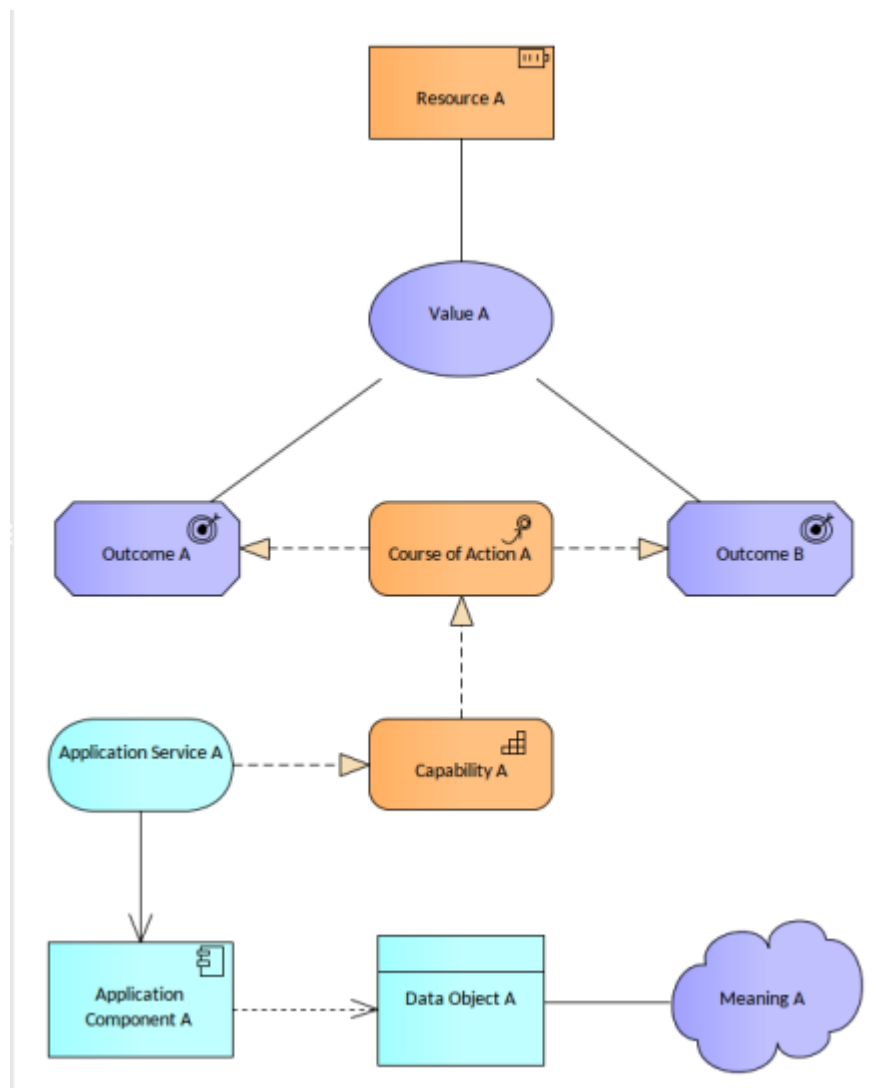 Resource A
Value A
Outcome A
Course of Action A
Outcome B
Application Service A
Capability A
Application
Component A
Data Object A
Meaning A